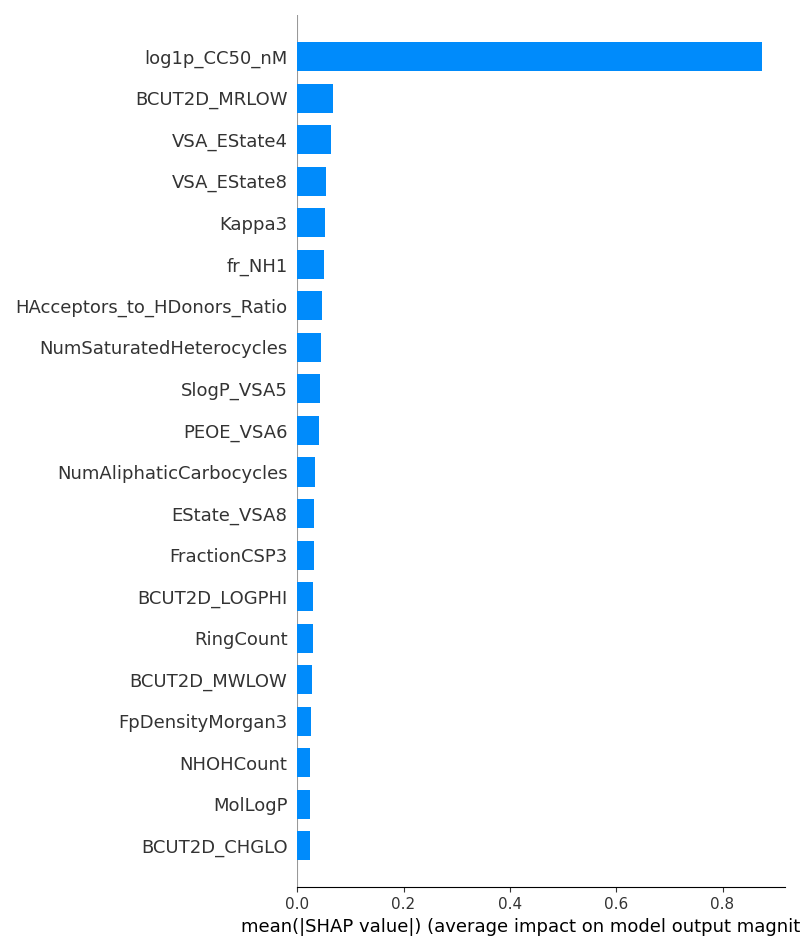 log1p_CC50_nM
BCUT2D_MRLOW
VSA_EState4
VSA_EState8
Kappa3
fr_NH1
HAcceptors_to_HDonors_Ratio
NumSaturatedHeterocycles
SlogP_VSA5
PEOE_VSA6
NumAliphaticCarbocycles
EState_VSA8
FractionCSP3
BCUT2D_LOGPHI
RingCount
BCUT2D_MWLOW
FpDensityMorgan3
NHOHCount
MolLogP
BCUT2D_CHGLO
0.0 0.2 0.4 0.6 0.8
mean(|SHAP value|) (average impact on model output magnit